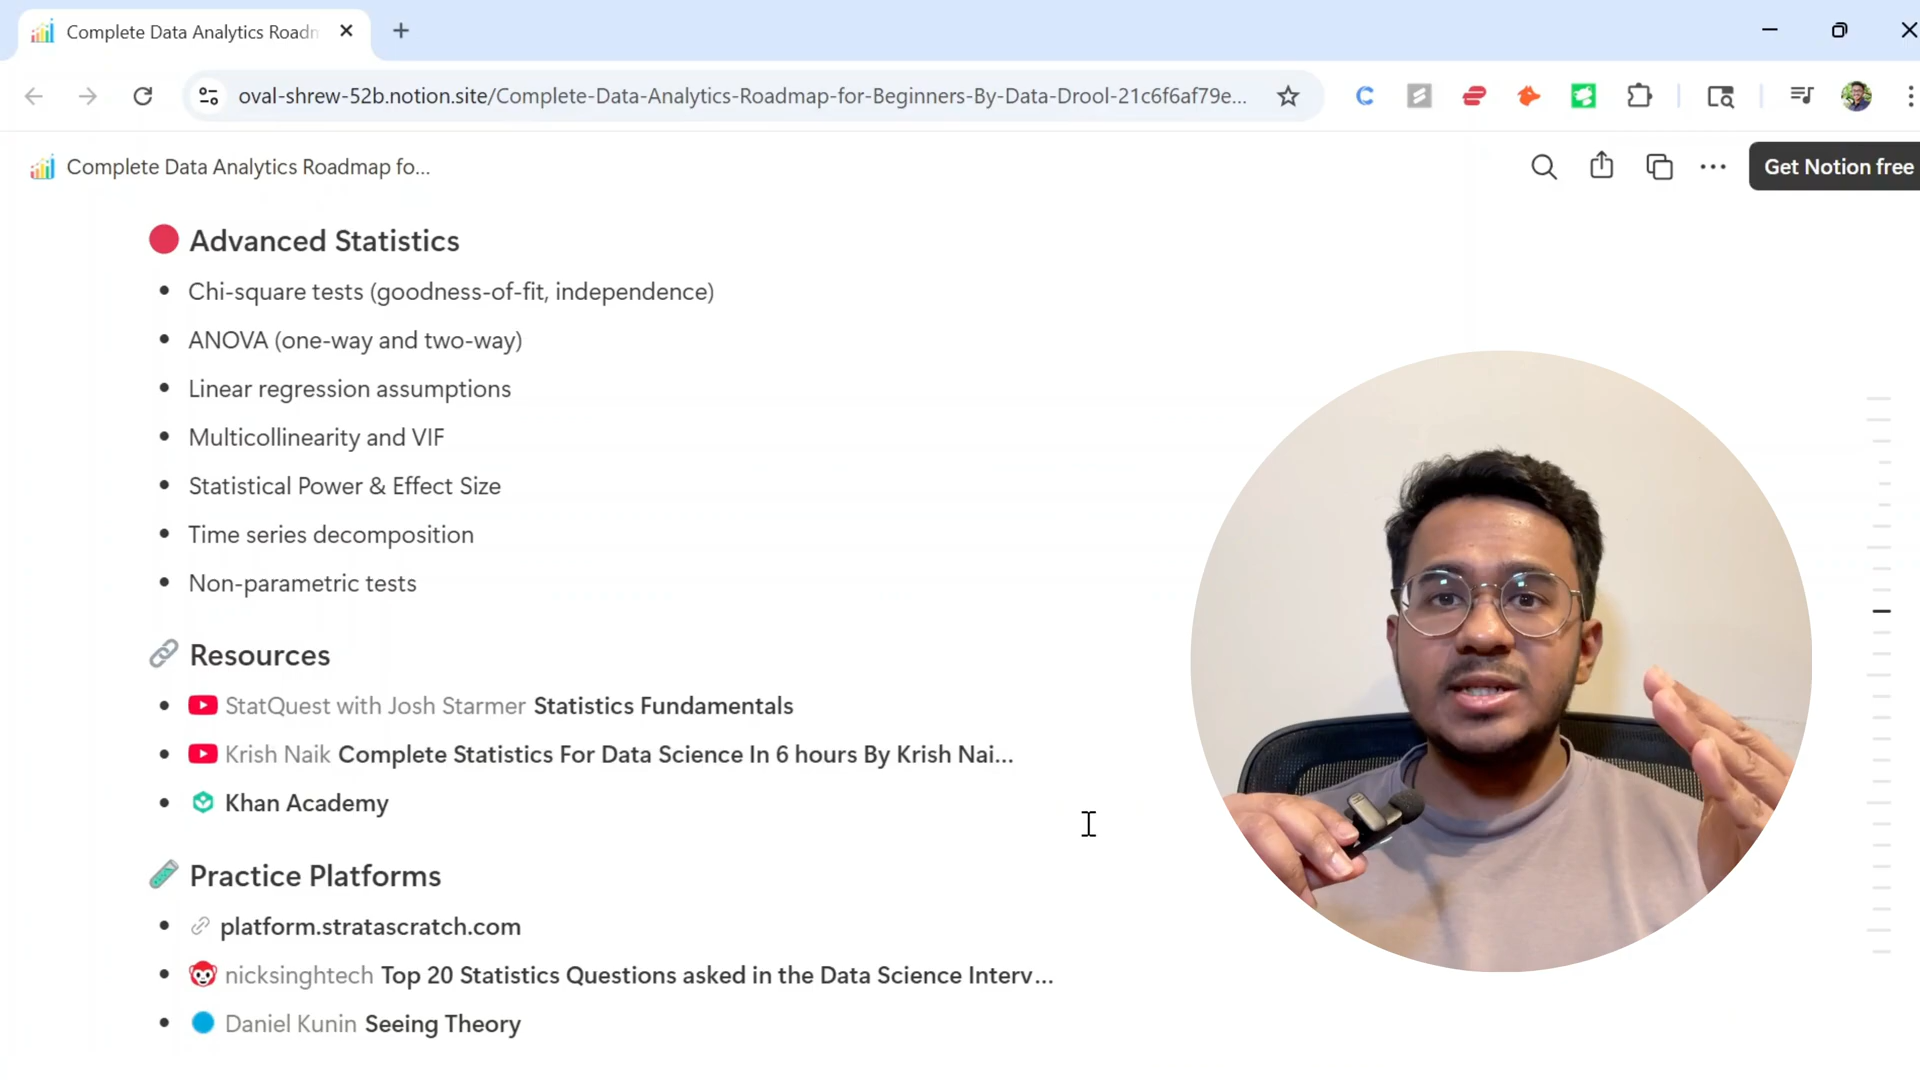 Complete Data Analytics Roadn
oval-shrew-52b.notion.site/Complete-Data-Analytics-Roadmap-for-Beginners-By-Data-Drool-21c6f6af79e...
Complete Data Analytics Roadmap fo...
Get Notion free
Advanced Statistics
Chi-square tests (goodness-of-fit, independence)
ANOVA (one-way and two-way)
Linear regression assumptions
Multicollinearity and VIF
Statistical Power & Effect Size
Time series decomposition
Non-parametric tests
Resources
StatQuest with Josh Starmer Statistics Fundamentals
Krish Naik Complete Statistics For Data Science In 6 hours By Krish Nai...
Khan Academy
Practice Platforms
platform.stratascratch.com
nicksinghtech Top 20 Statistics Questions asked in the Data Science Interv...
Daniel Kunin Seeing Theory